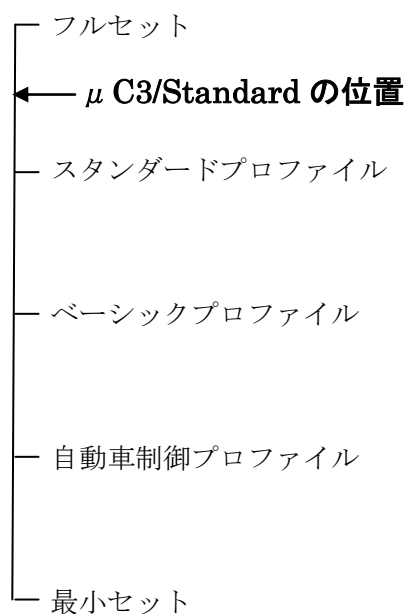 フルセット
μ C3/Standard の位置
スタンダードプロファイル
ベーシックプロファイル
自動車制御プロファイル
最小セット